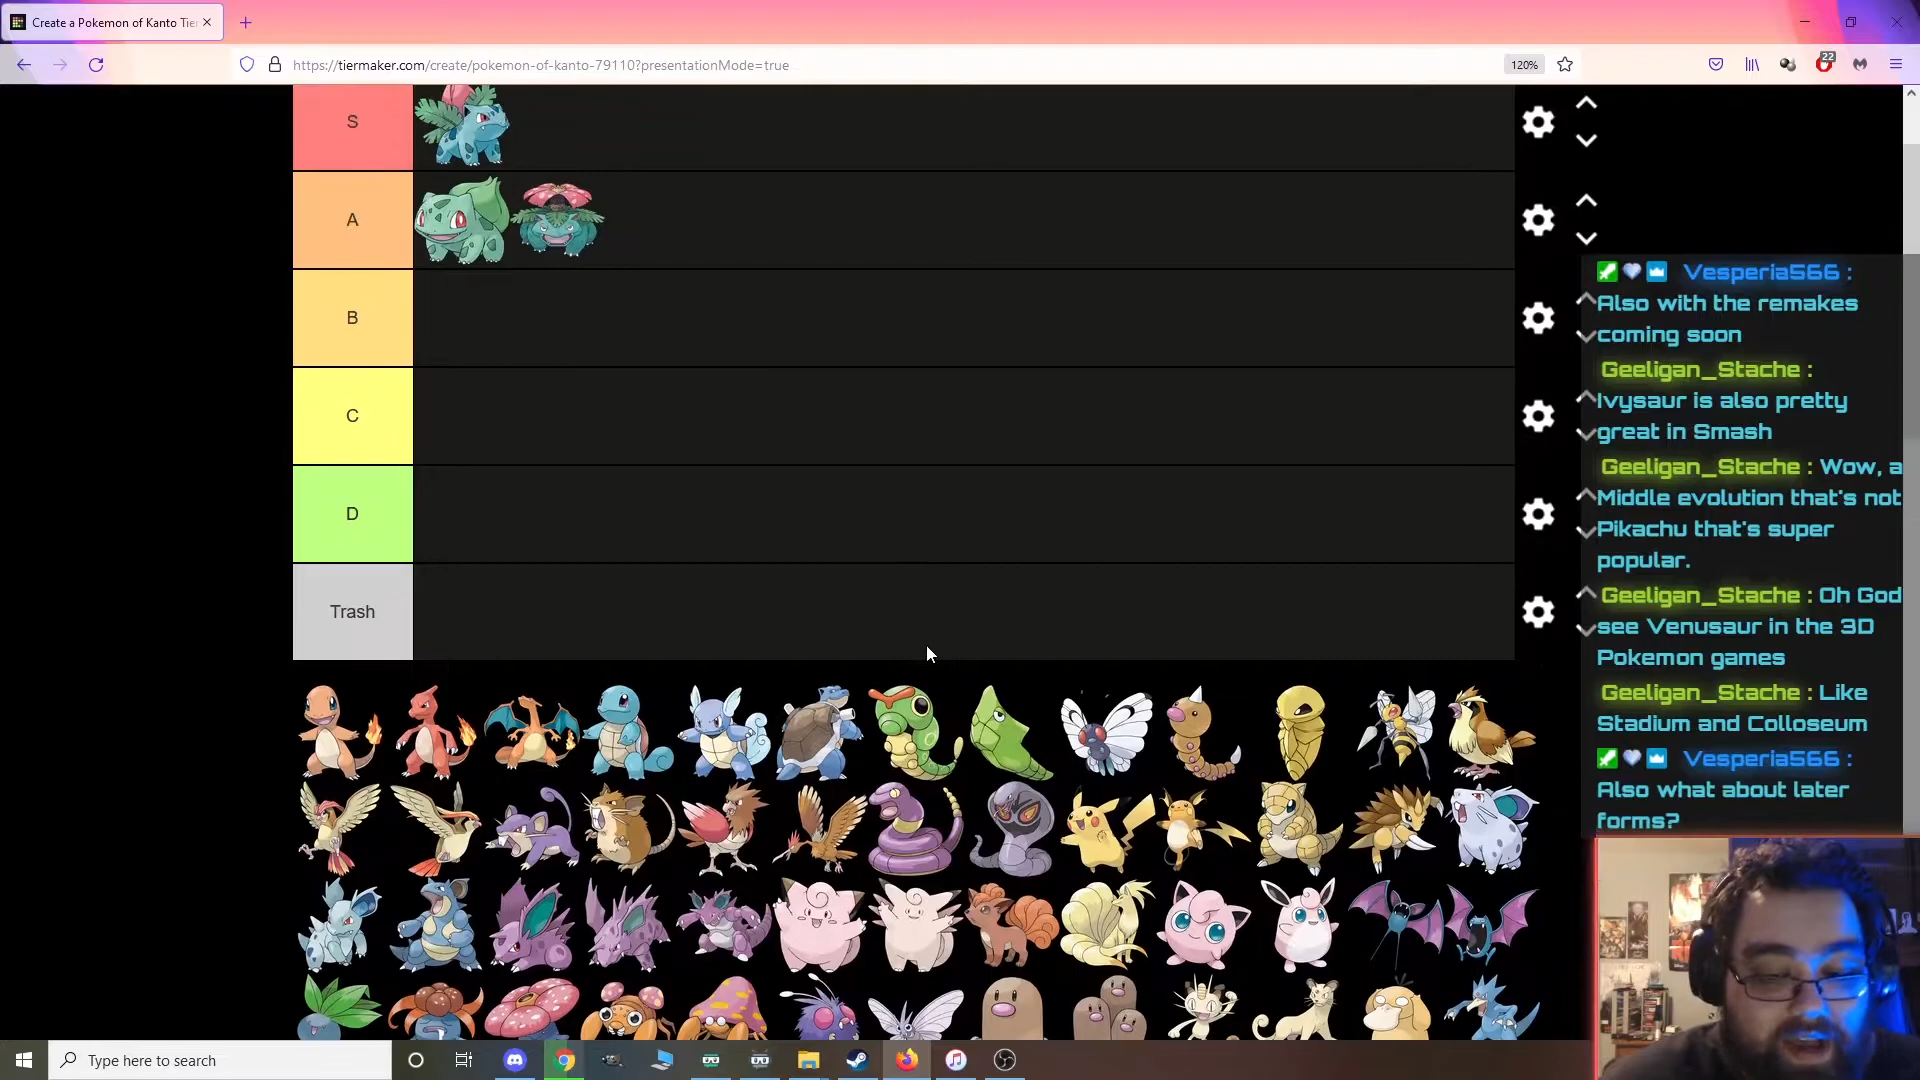 Create a Pokemon of Kanto Tier
https://tiermaker.com/create/pokemon-of-kanto-79110?presentationMode=true
120%
22
S
A
B
C
D
Trash
Vesperia566 :
Also with the remakes
coming soon
Geeligan_Stache :
Ivysaur is also pretty
great in Smash
Geeligan_Stache : Wow, a
Middle evolution that's not
Pikachu that's super
popular.
Geeligan_Stache : Oh God
see Venusaur in the 3D
Pokemon games
Geeligan_Stache : Like
Stadium and Colloseum
Vesperia566 :
Also what about later
forms?
Type here to search